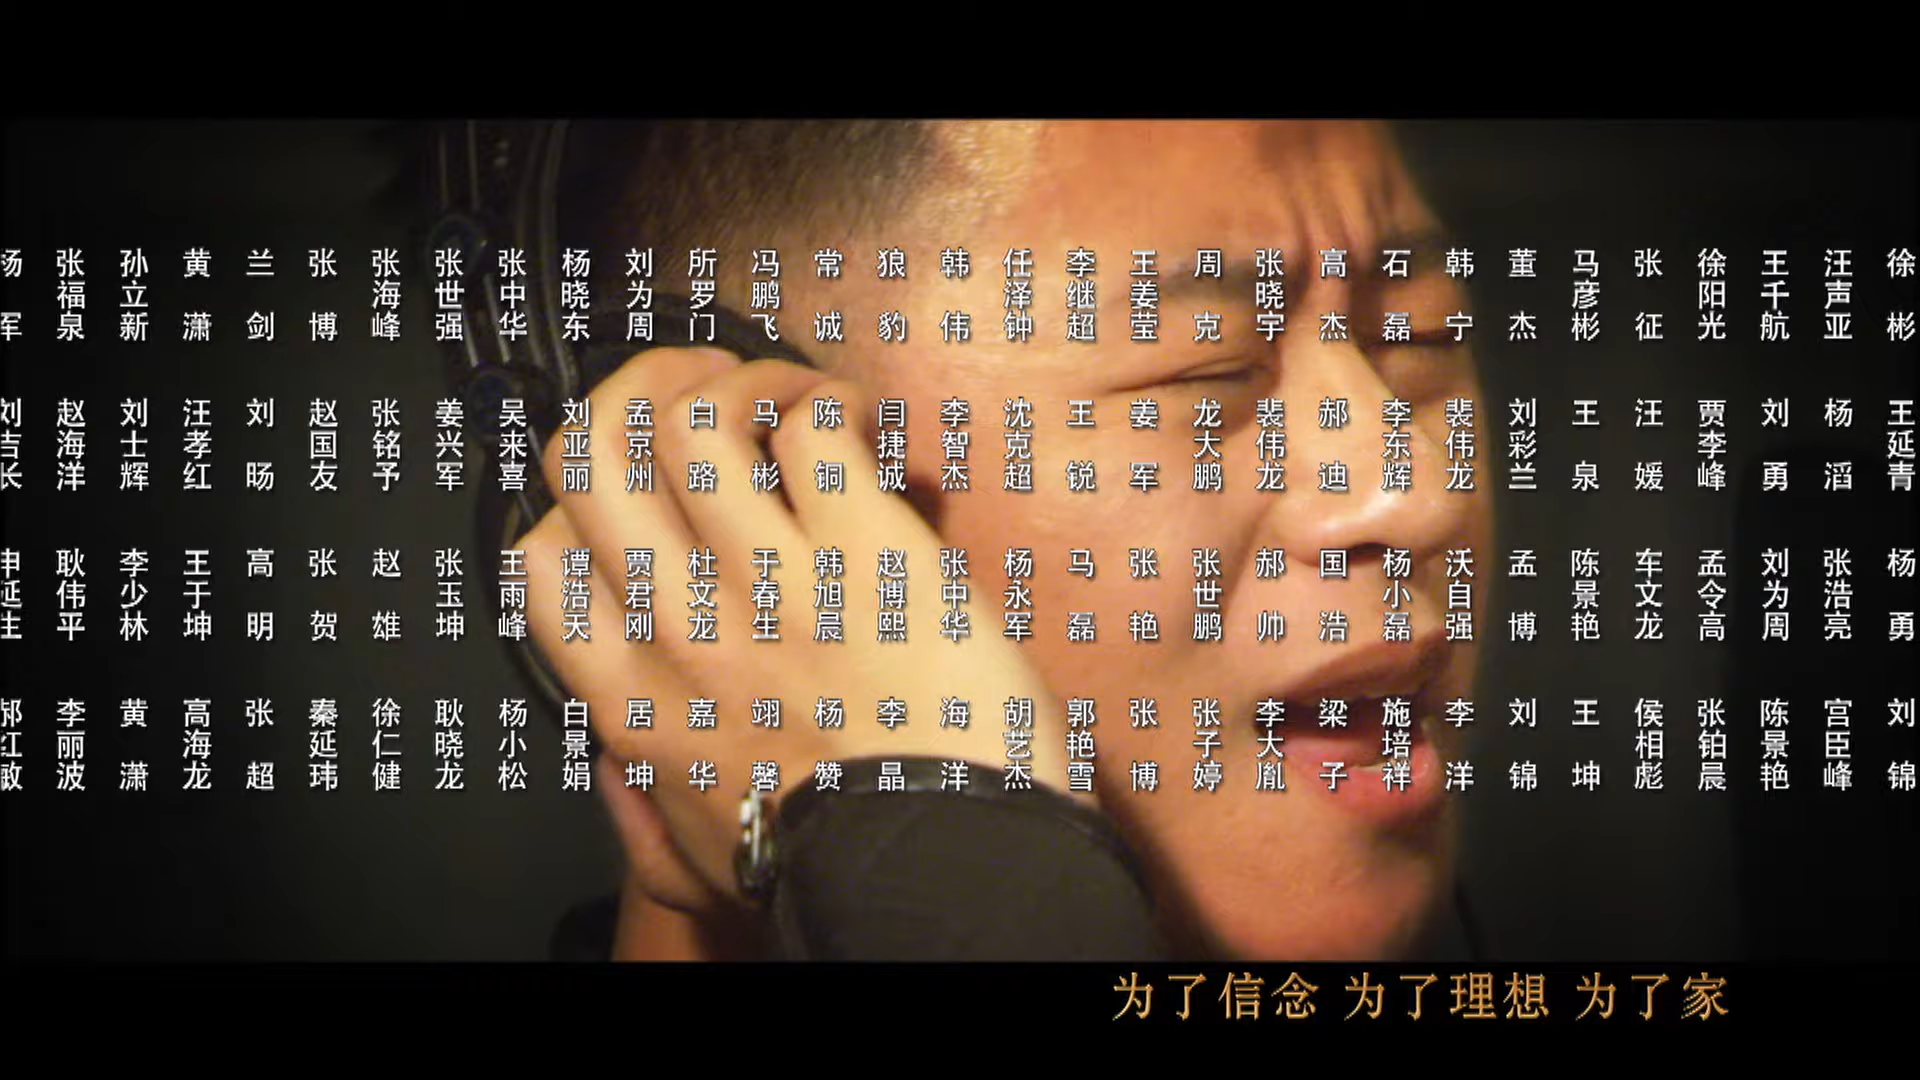 张福泉 孙立新 黄潇 兰剑 张博 张海峰 张世强 张中华 杨晓东 刘为周 所罗门 冯鹏飞 常诚 狼豹 韩伟 任泽钟 李继超 王姜莹 周克 张晓宇 高杰 石磊 韩宁 董杰 马彦彬 张征 徐阳光 王千航 汪声亚 徐彬
刘吉长 赵海洋 刘士辉 汪孝红 刘旸 赵国友 张铭予 姜兴军 吴来喜 刘亚丽 孟京州 白路 马彬 陈铜 闫捷诚 李智杰 沈克超 王锐 姜军 龙大鹏 裴伟龙 郝迪 李东辉 裴伟龙 刘彩兰 王泉 汪媛 贾李峰 刘勇 杨滔 王延青
申延生 耿伟平 李少林 王于坤 高明 张贺 赵雄 张玉坤 王雨峰 谭浩天 贾君刚 杜文龙 于春生 韩旭晨 赵博熙 张中华 杨永军 马磊 张艳 张世鹏 郝帅 国浩 杨小磊 沃自强 孟博 陈景艳 车文龙 孟令高 刘为周 张浩亮 杨勇
李丽波 黄潇 高海龙 张超 秦延玮 徐仁健 耿晓龙 杨小松 白景娟 居坤 嘉华 翊馨 杨赞 李晶 海洋 胡艺杰 郭艳雪 张博 张子婷 李大胤 梁子 施培祥 李洋 刘锦 王坤 侯相彪 张铂晨 陈景艳 宫臣峰 刘锦
为了信念 为了理想 为了家